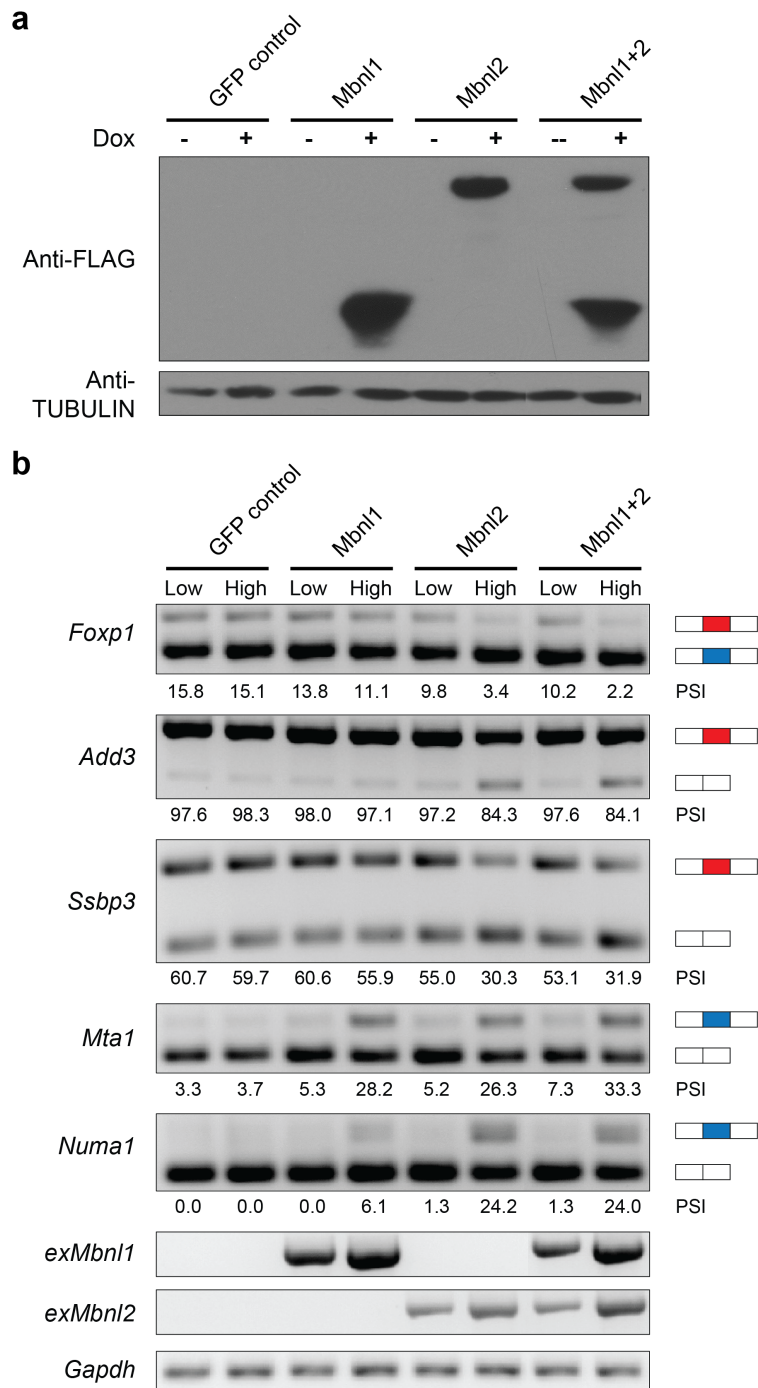 a
GFP control Mbnl1 Mbnl2 Mbnl1+2
Dox - + - + - + -- +
Anti-FLAG
Anti-
TUBULIN
b
GFP control Mbnl1 Mbnl2 Mbnl1+2
Low High Low High Low High Low High
Foxp1
15.8 15.1 13.8 11.1 9.8 3.4 10.2 2.2 PSI
Add3
97.6 98.3 98.0 97.1 97.2 84.3 97.6 84.1 PSI
Ssbp3
60.7 59.7 60.6 55.9 55.0 30.3 53.1 31.9 PSI
Mta1
3.3 3.7 5.3 28.2 5.2 26.3 7.3 33.3 PSI
Numa1
0.0 0.0 0.0 6.1 1.3 24.2 1.3 24.0 PSI
exMbnl1
exMbnl2
Gapdh